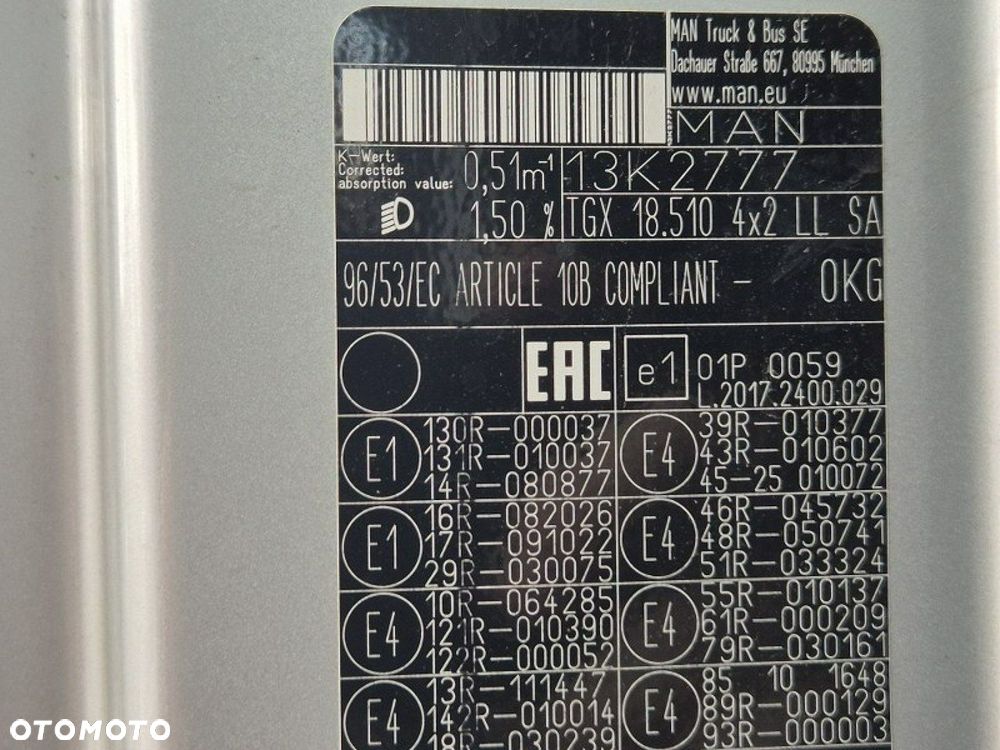 MAN Truck & Bus SE
Dachauer Straße 667, 80995 München
www.man.eu
MAN
13K2777
K-Wert:
Corrected:
absorption value: 0,51m⁻¹
13K2777
1,50 %
TGX 18.510 4x2 LL SA
96/53/EC ARTICLE 10B COMPLIANT - 0KG
EAC
e1
01P 0059
L.2017.2400.029
E1
130R-000037
131R-010037
14R-080877
E4
39R-010377
43R-010602
45-25 010072
E1
16R-082026
17R-091022
29R-030075
E4
46R-045732
48R-050741
51R-033324
E4
10R-064285
121R-010390
122R-000052
E4
55R-010137
61R-000209
79R-030161
E4
13R-111447
142R-010014
18R-030239
E4
85 10 1648
89R-000129
93R-000003
OTOMOTO